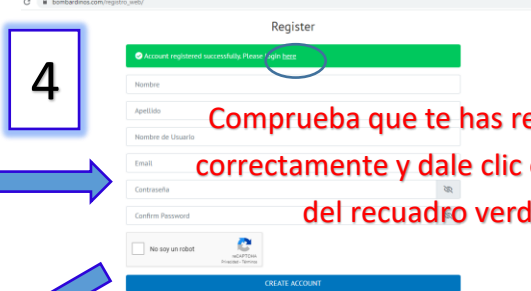 bombardinos.com/registro_web/
Register
Account registered successfully, Please login here
4
Nombre
Apellido
Comprueba que te has re
Nombre de Usuario
Email
correctamente y dale clic
Contraseña
Confirm Password
del recuadro verd
No soy un robot
reCAPTCHA
Privacidad - Términos
CREATE ACCOUNT